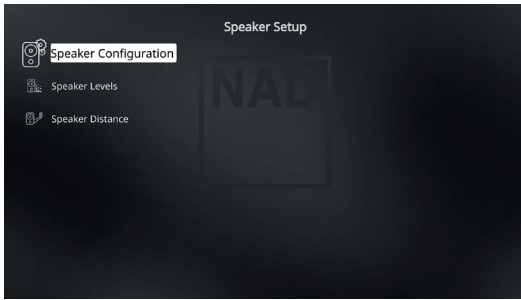 Speaker Setup
Speaker Configuration
Speaker Levels
Speaker Distance
NAD